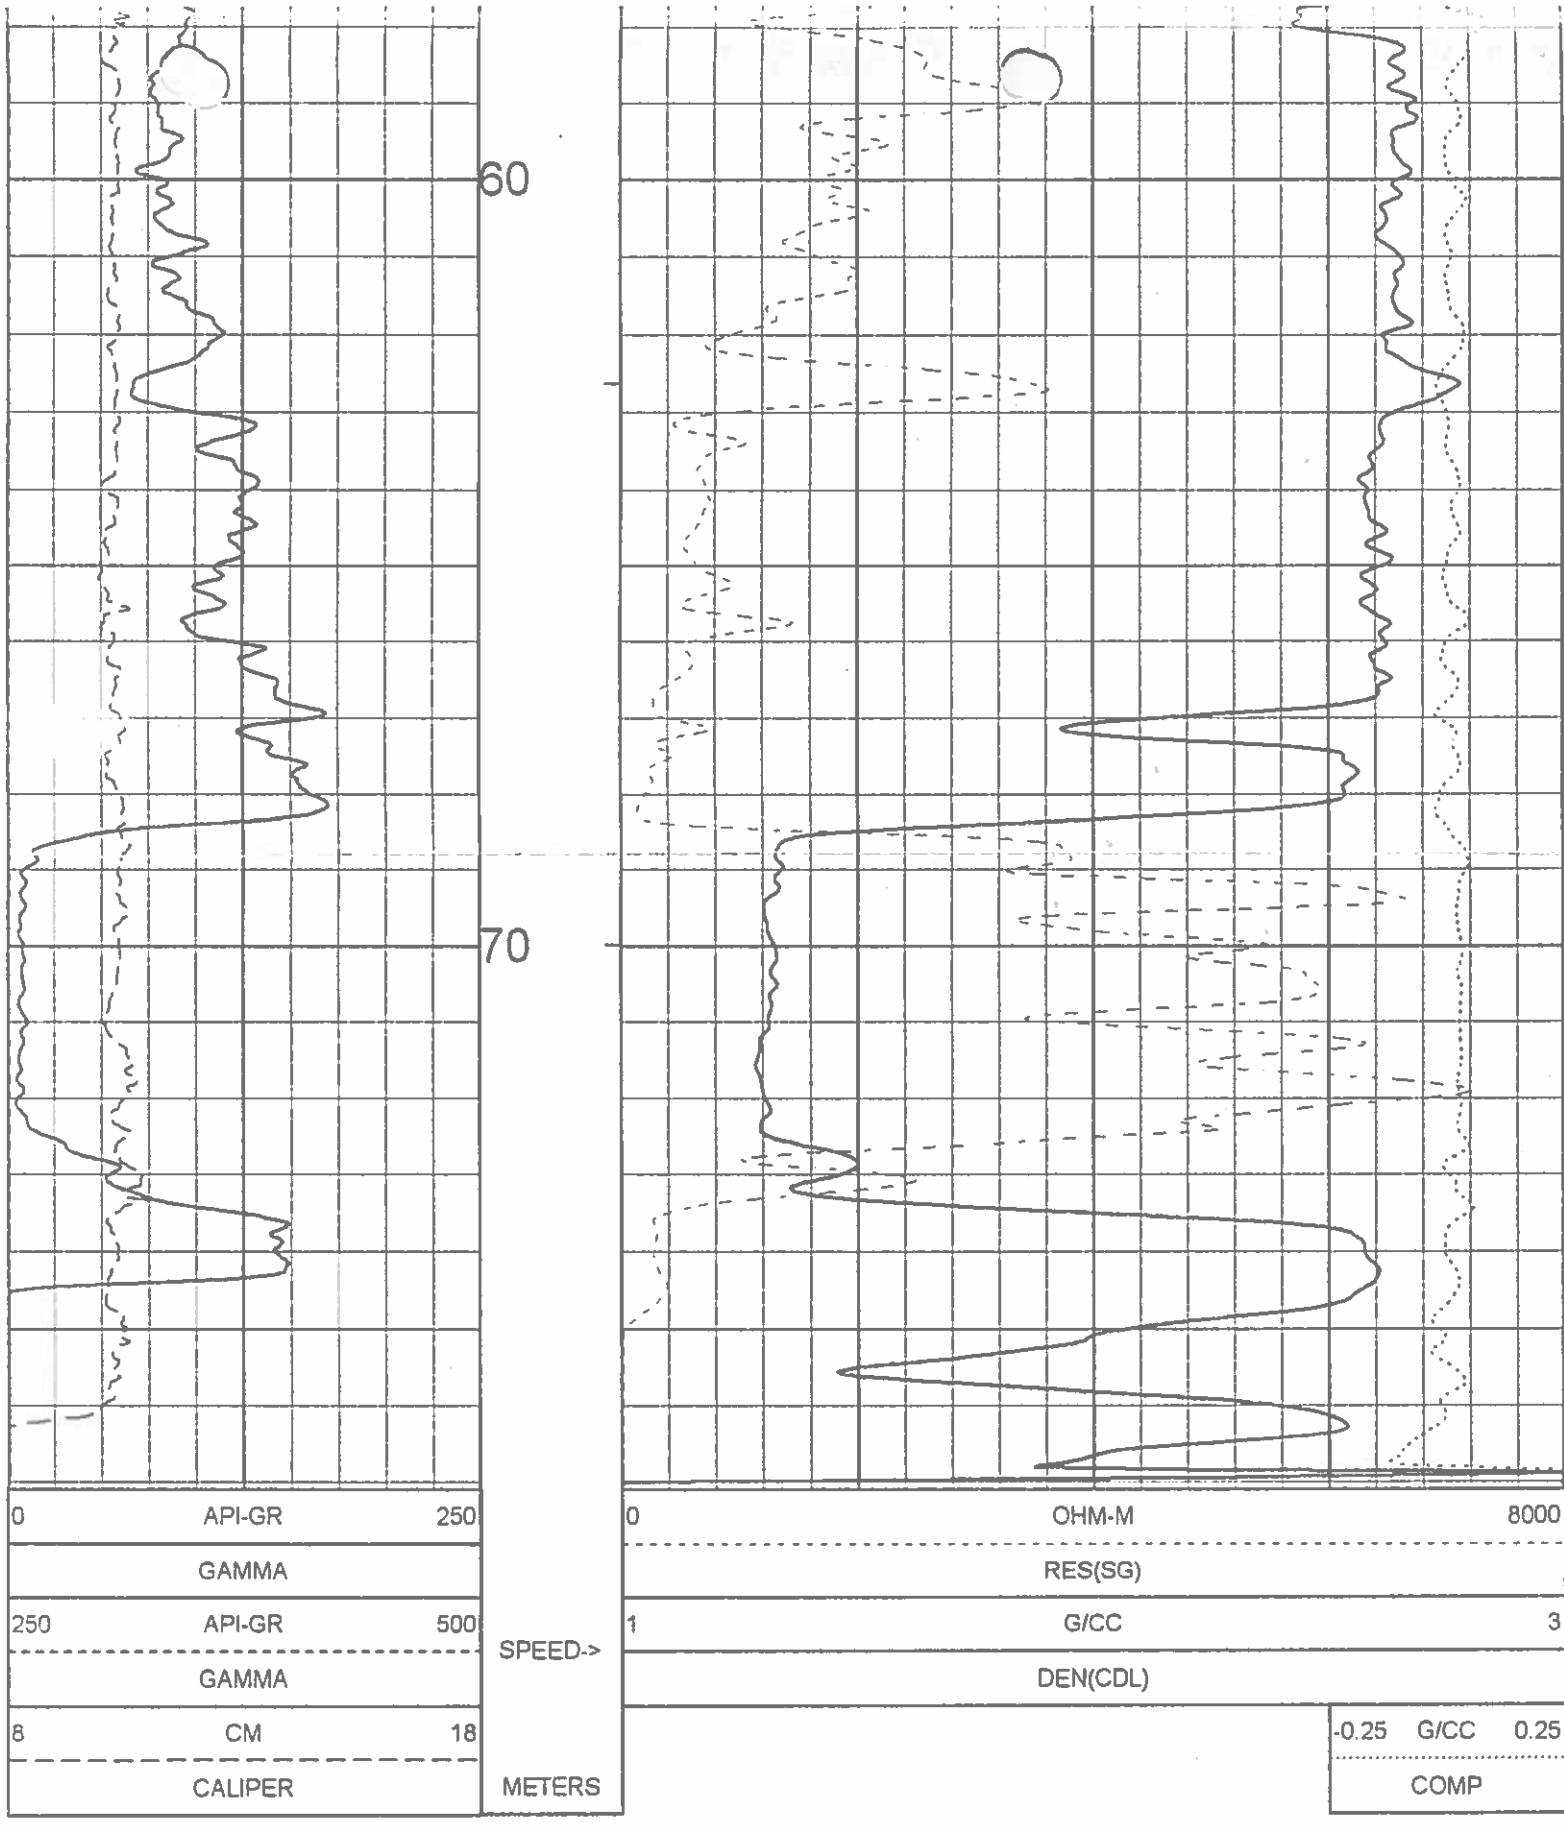 60
70
0 API-GR 250
GAMMA
250 API-GR 500
GAMMA
8 CM 18
CALIPER
SPEED->
METERS
0 OHM-M 8000
RES(SG)
1 G/CC 3
DEN(CDL)
-0.25 G/CC 0.25
COMP